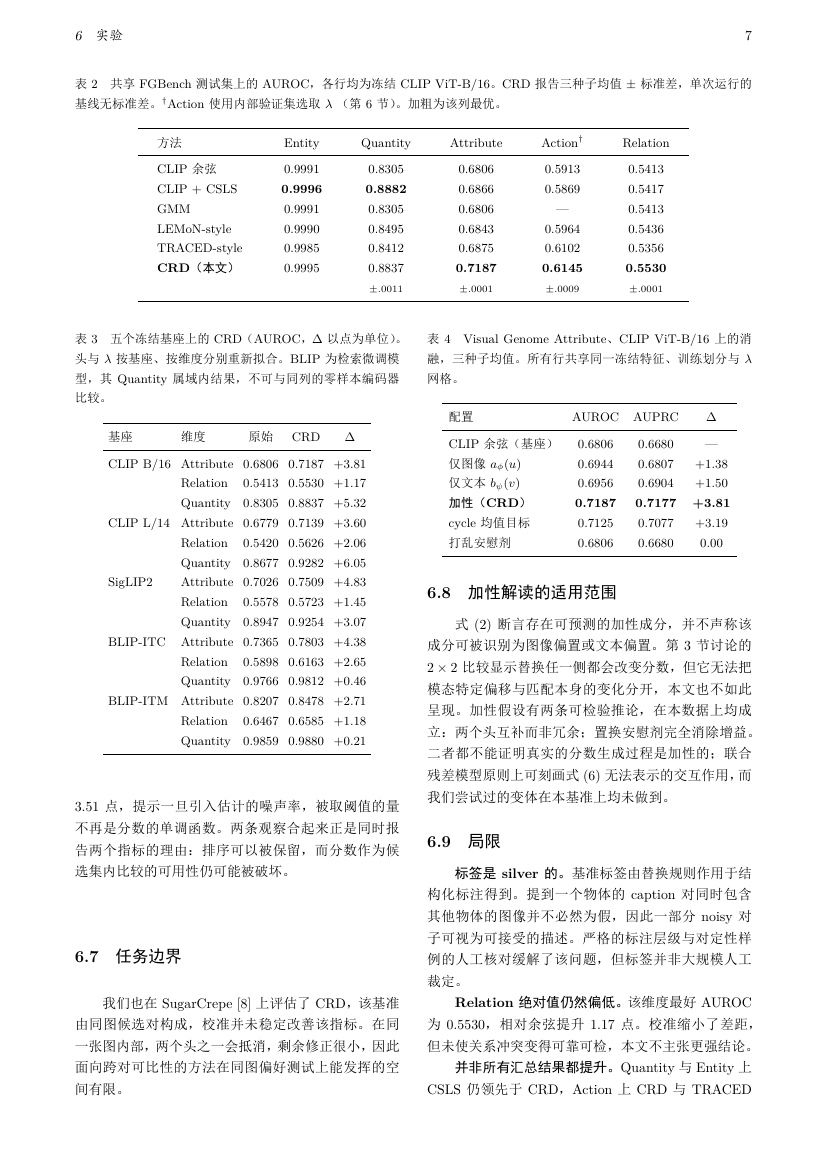 6 实验
7
表 2 共享 FGBench 测试集上的 AUROC，各行均为冻结 CLIP ViT-B/16。CRD 报告三种子均值 ± 标准差，单次运行的
基线无标准差。†Action 使用内部验证集选取 λ （第 6 节）。加粗为该列最优。
方法 Entity Quantity Attribute Action† Relation
CLIP 余弦 0.9991 0.8305 0.6806 0.5913 0.5413
CLIP + CSLS 0.9996 0.8882 0.6866 0.5869 0.5417
GMM 0.9991 0.8305 0.6806 — 0.5413
LEMoN-style 0.9990 0.8495 0.6843 0.5964 0.5436
TRACED-style 0.9985 0.8412 0.6875 0.6102 0.5356
CRD（本文） 0.9995 0.8837 0.7187 0.6145 0.5530
±.0011 ±.0001 ±.0009 ±.0001
表 3 五个冻结基座上的 CRD（AUROC，Δ 以点为单位）。
头与 λ 按基座、按维度分别重新拟合。BLIP 为检索微调模
型，其 Quantity 属域内结果，不可与同列的零样本编码器
比较。
基座 维度 原始 CRD Δ
CLIP B/16 Attribute 0.6806 0.7187 +3.81
Relation 0.5413 0.5530 +1.17
Quantity 0.8305 0.8837 +5.32
CLIP L/14 Attribute 0.6779 0.7139 +3.60
Relation 0.5420 0.5626 +2.06
Quantity 0.8677 0.9282 +6.05
SigLIP2 Attribute 0.7026 0.7509 +4.83
Relation 0.5578 0.5723 +1.45
Quantity 0.8947 0.9254 +3.07
BLIP-ITC Attribute 0.7365 0.7803 +4.38
Relation 0.5898 0.6163 +2.65
Quantity 0.9766 0.9812 +0.46
BLIP-ITM Attribute 0.8207 0.8478 +2.71
Relation 0.6467 0.6585 +1.18
Quantity 0.9859 0.9880 +0.21
3.51 点，提示一旦引入估计的噪声率，被取阈值的量
不再是分数的单调函数。两条观察合起来正是同时报
告两个指标的理由：排序可以被保留，而分数作为候
选集内比较的可用性仍可能被破坏。
6.7 任务边界
我们也在 SugarCrepe [8] 上评估了 CRD，该基准
由同图候选对构成，校准并未稳定改善该指标。在同
一张图内部，两个头之一会抵消，剩余修正很小，因此
面向跨对可比性的方法在同图偏好测试上能发挥的空
间有限。
表 4 Visual Genome Attribute、CLIP ViT-B/16 上的消
融，三种子均值。所有行共享同一冻结特征、训练划分与 λ
网格。
配置 AUROC AUPRC Δ
CLIP 余弦（基座） 0.6806 0.6680 —
仅图像 aφ(u) 0.6944 0.6807 +1.38
仅文本 bψ(v) 0.6956 0.6904 +1.50
加性（CRD） 0.7187 0.7177 +3.81
cycle 均值目标 0.7125 0.7077 +3.19
打乱安慰剂 0.6806 0.6680 0.00
6.8 加性解读的适用范围
式 (2) 断言存在可预测的加性成分，并不声称该
成分可被识别为图像偏置或文本偏置。第 3 节讨论的
2 × 2 比较显示替换任一侧都会改变分数，但它无法把
模态特定偏移与匹配本身的变化分开，本文也不如此
呈现。加性假设有两条可检验推论，在本数据上均成
立：两个头互补而非冗余；置换安慰剂完全消除增益。
二者都不能证明真实的分数生成过程是加性的；联合
残差模型原则上可刻画式 (6) 无法表示的交互作用，而
我们尝试过的变体在本基准上均未做到。
6.9 局限
标签是 silver 的。基准标签由替换规则作用于结
构化标注得到。提到一个物体的 caption 对同时包含
其他物体的图像并不必然为假，因此一部分 noisy 对
子可视为可接受的描述。严格的标注层级与对定性样
例的人工核对缓解了该问题，但标签并非大规模人工
裁定。
Relation 绝对值仍然偏低。该维度最好 AUROC
为 0.5530，相对余弦提升 1.17 点。校准缩小了差距，
但未使关系冲突变得可靠可检，本文不主张更强结论。
并非所有汇总结果都提升。Quantity 与 Entity 上
CSLS 仍领先于 CRD，Action 上 CRD 与 TRACED